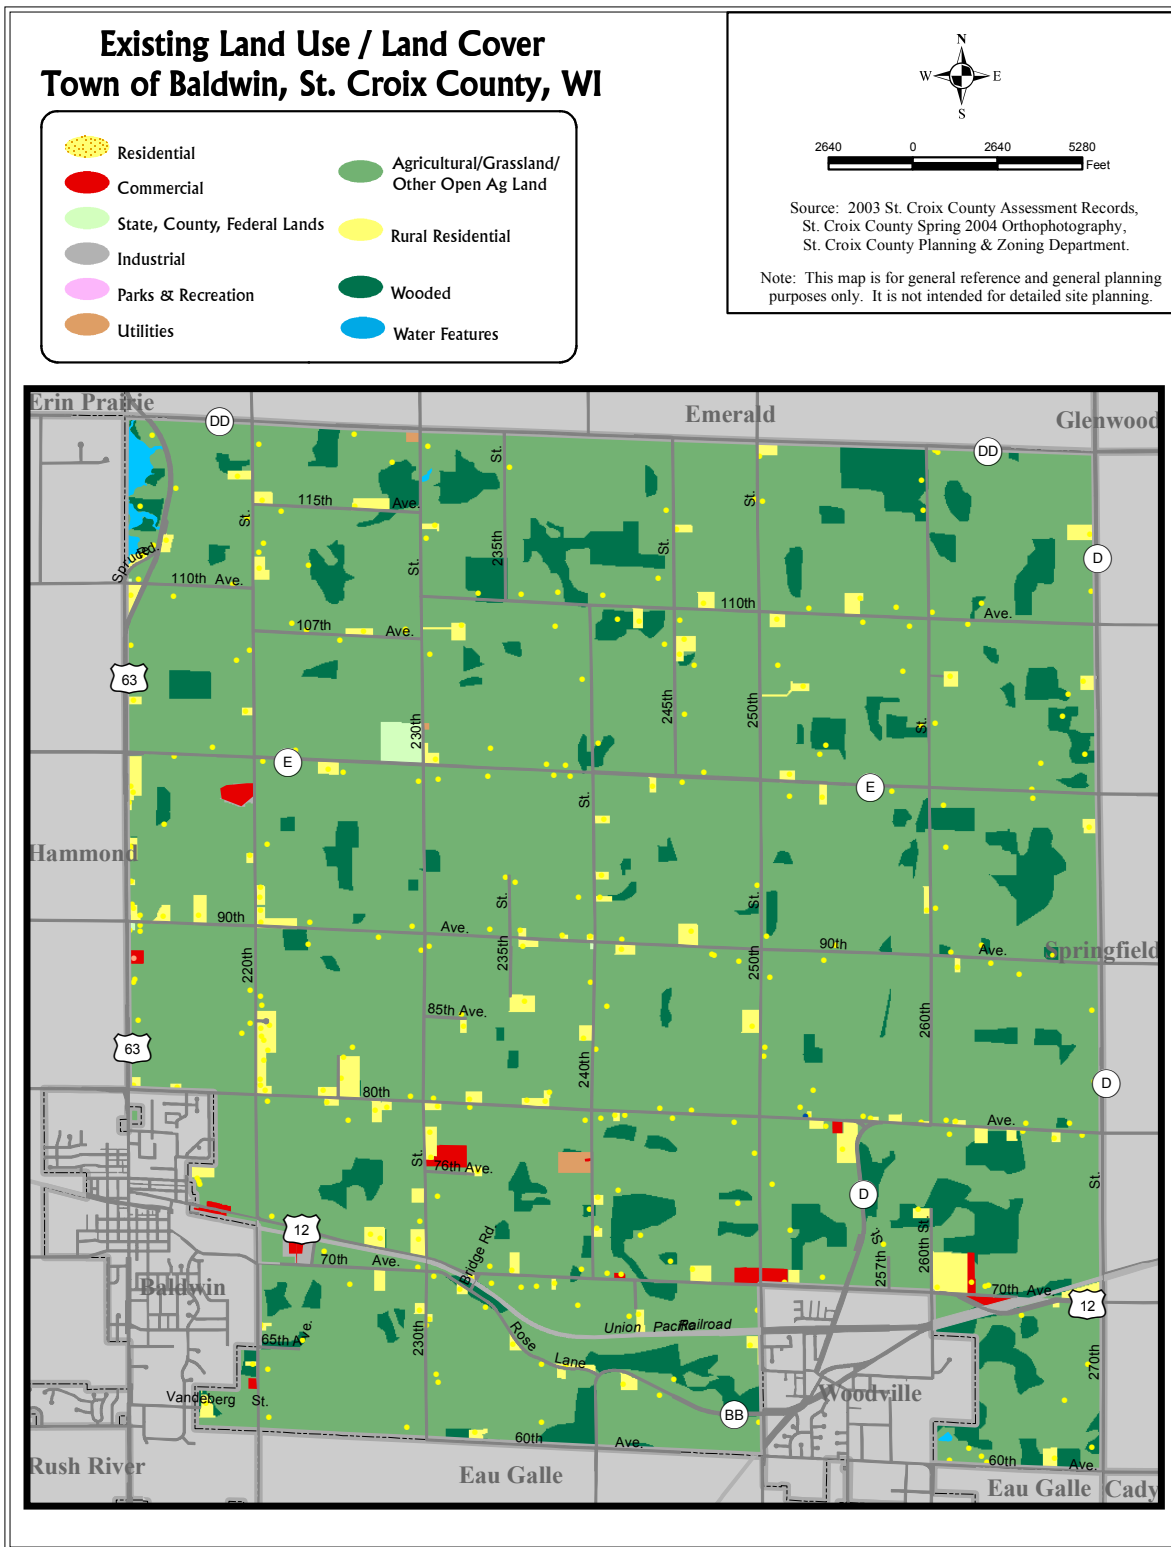 Existing Land Use / Land Cover
Town of Baldwin, St. Croix County, WI
Residential
Commercial
State, County, Federal Lands
Industrial
Parks & Recreation
Utilities
Agricultural/Grassland/
Other Open Ag Land
Rural Residential
Wooded
Water Features
N
W E
S
2640 0 2640 5280
Feet
Source: 2003 St. Croix County Assessment Records,
St. Croix County Spring 2004 Orthophotography,
St. Croix County Planning & Zoning Department.
Note: This map is for general reference and general planning
purposes only. It is not intended for detailed site planning.
Erin Prairie
Emerald
Glenwood
DD
DD
St.
115th Ave.
St.
St.
235th
St.
St.
Spruce Rd.
110th Ave.
D
107th Ave.
110th Ave.
63
230th
245th
250th
St.
E
E
St.
Hammond
90th Ave.
St.
St.
90th Ave.
Springfield
220th
235th
250th
260th
85th Ave.
63
240th
80th Ave.
D
St.
76th Ave.
St.
D
12
70th Ave.
Bridge Rd
St.
257th
260th St.
70th Ave.
12
Baldwin
65th Ave.
230th
Rose Lane
Union Pacific Railroad
270th
Vandeberg St.
Woodville
BB
60th Ave.
60th Ave.
Rush River
Eau Galle
Eau Galle
Cady